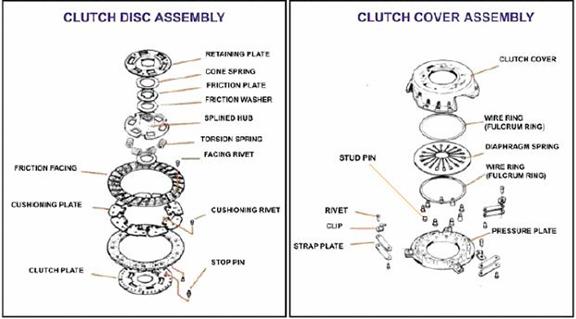 CLUTCH DISC ASSEMBLY
RETAINING PLATE
CONE SPRING
FRICTION PLATE
FRICTION WASHER
SPLINED HUB
TORSION SPRING
FACING RIVET
FRICTION FACING
CUSHIONING PLATE
CUSHIONING RIVET
STOP PIN
CLUTCH PLATE
CLUTCH COVER ASSEMBLY
CLUTCH COVER
WIRE RING
(FULCRUM RING)
DIAPHRAGM SPRING
STUD PIN
WIRE RING
(FULCRUM RING)
RIVET
CLIP
STRAP PLATE
PRESSURE PLATE